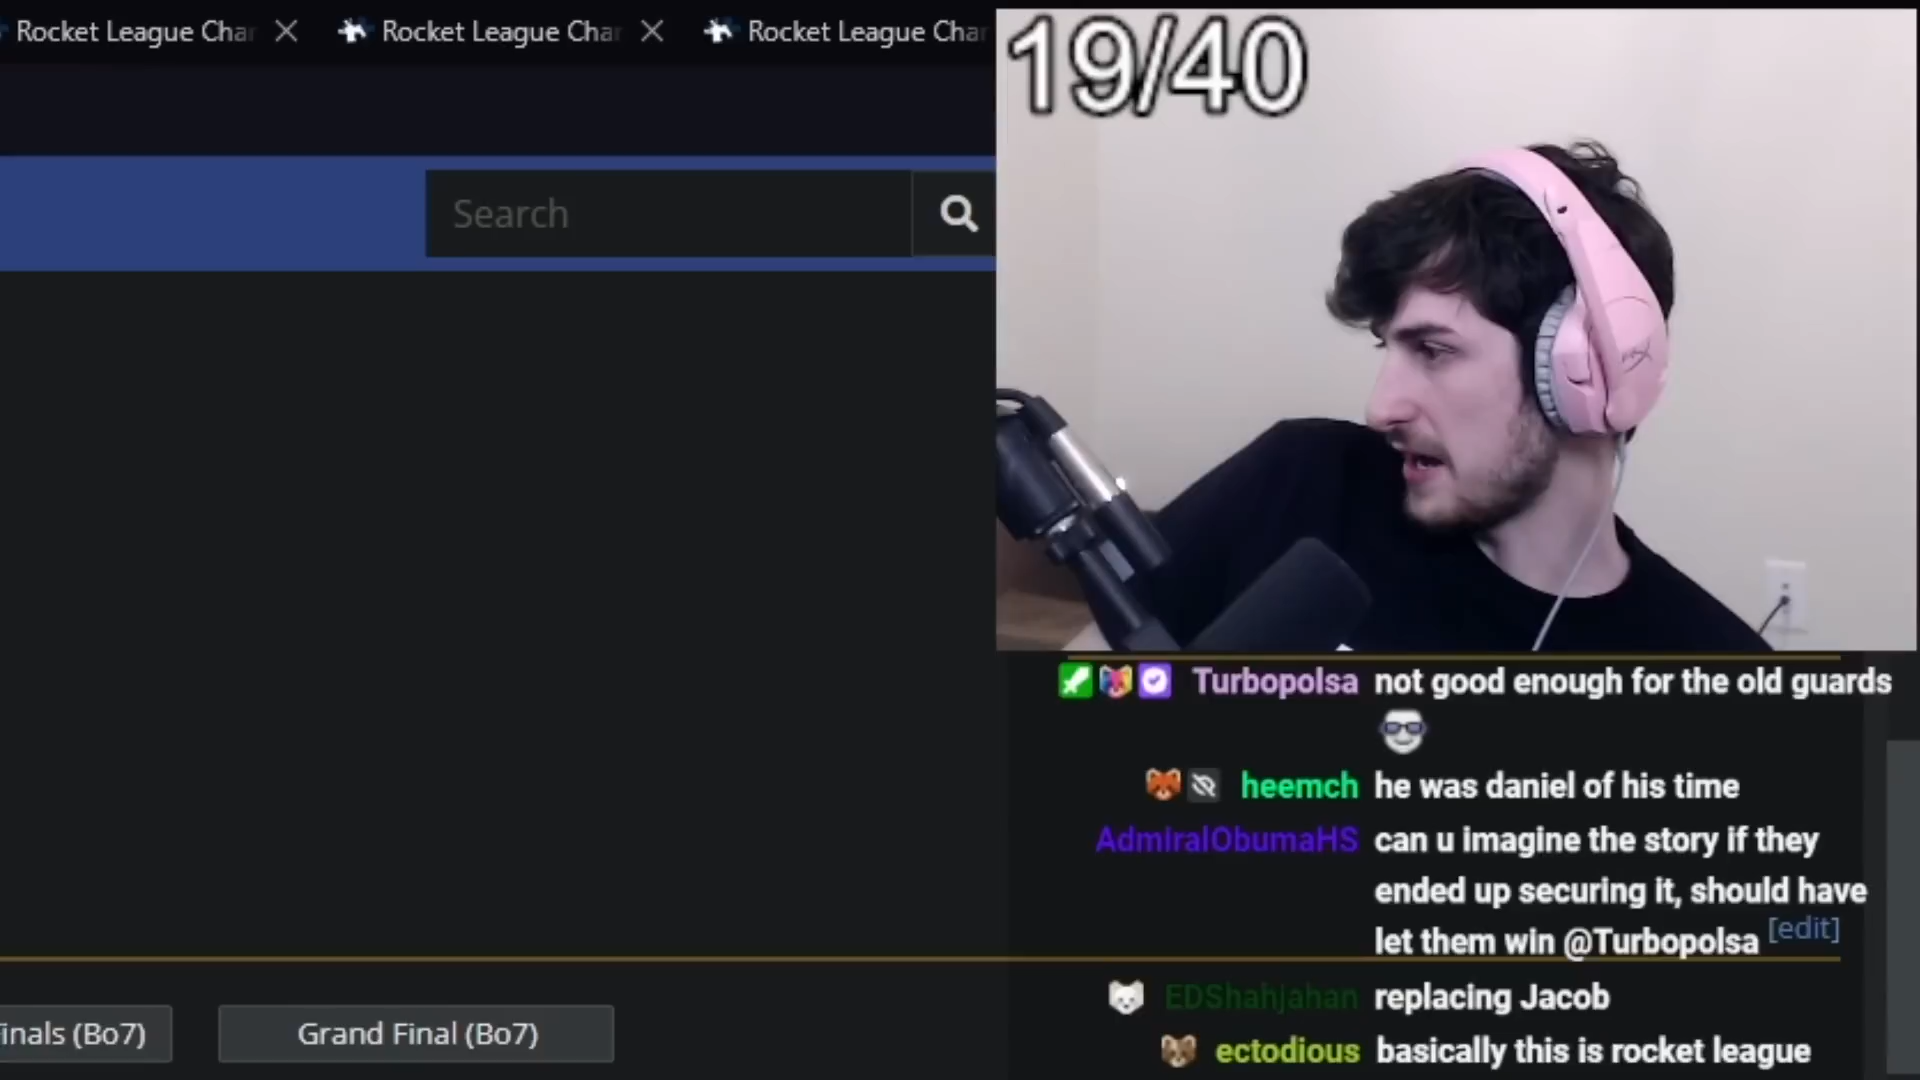 Rocket League Char
Rocket League Char
Rocket League Char
19/40
Search
Turbopolsa not good enough for the old guards
heemch he was daniel of his time
AdmiralObumaHS can u imagine the story if they
ended up securing it, should have
let them win @Turbopolsa [edit]
EDShahjahan replacing Jacob
inals (Bo7) Grand Final (Bo7)
ectodious basically this is rocket league